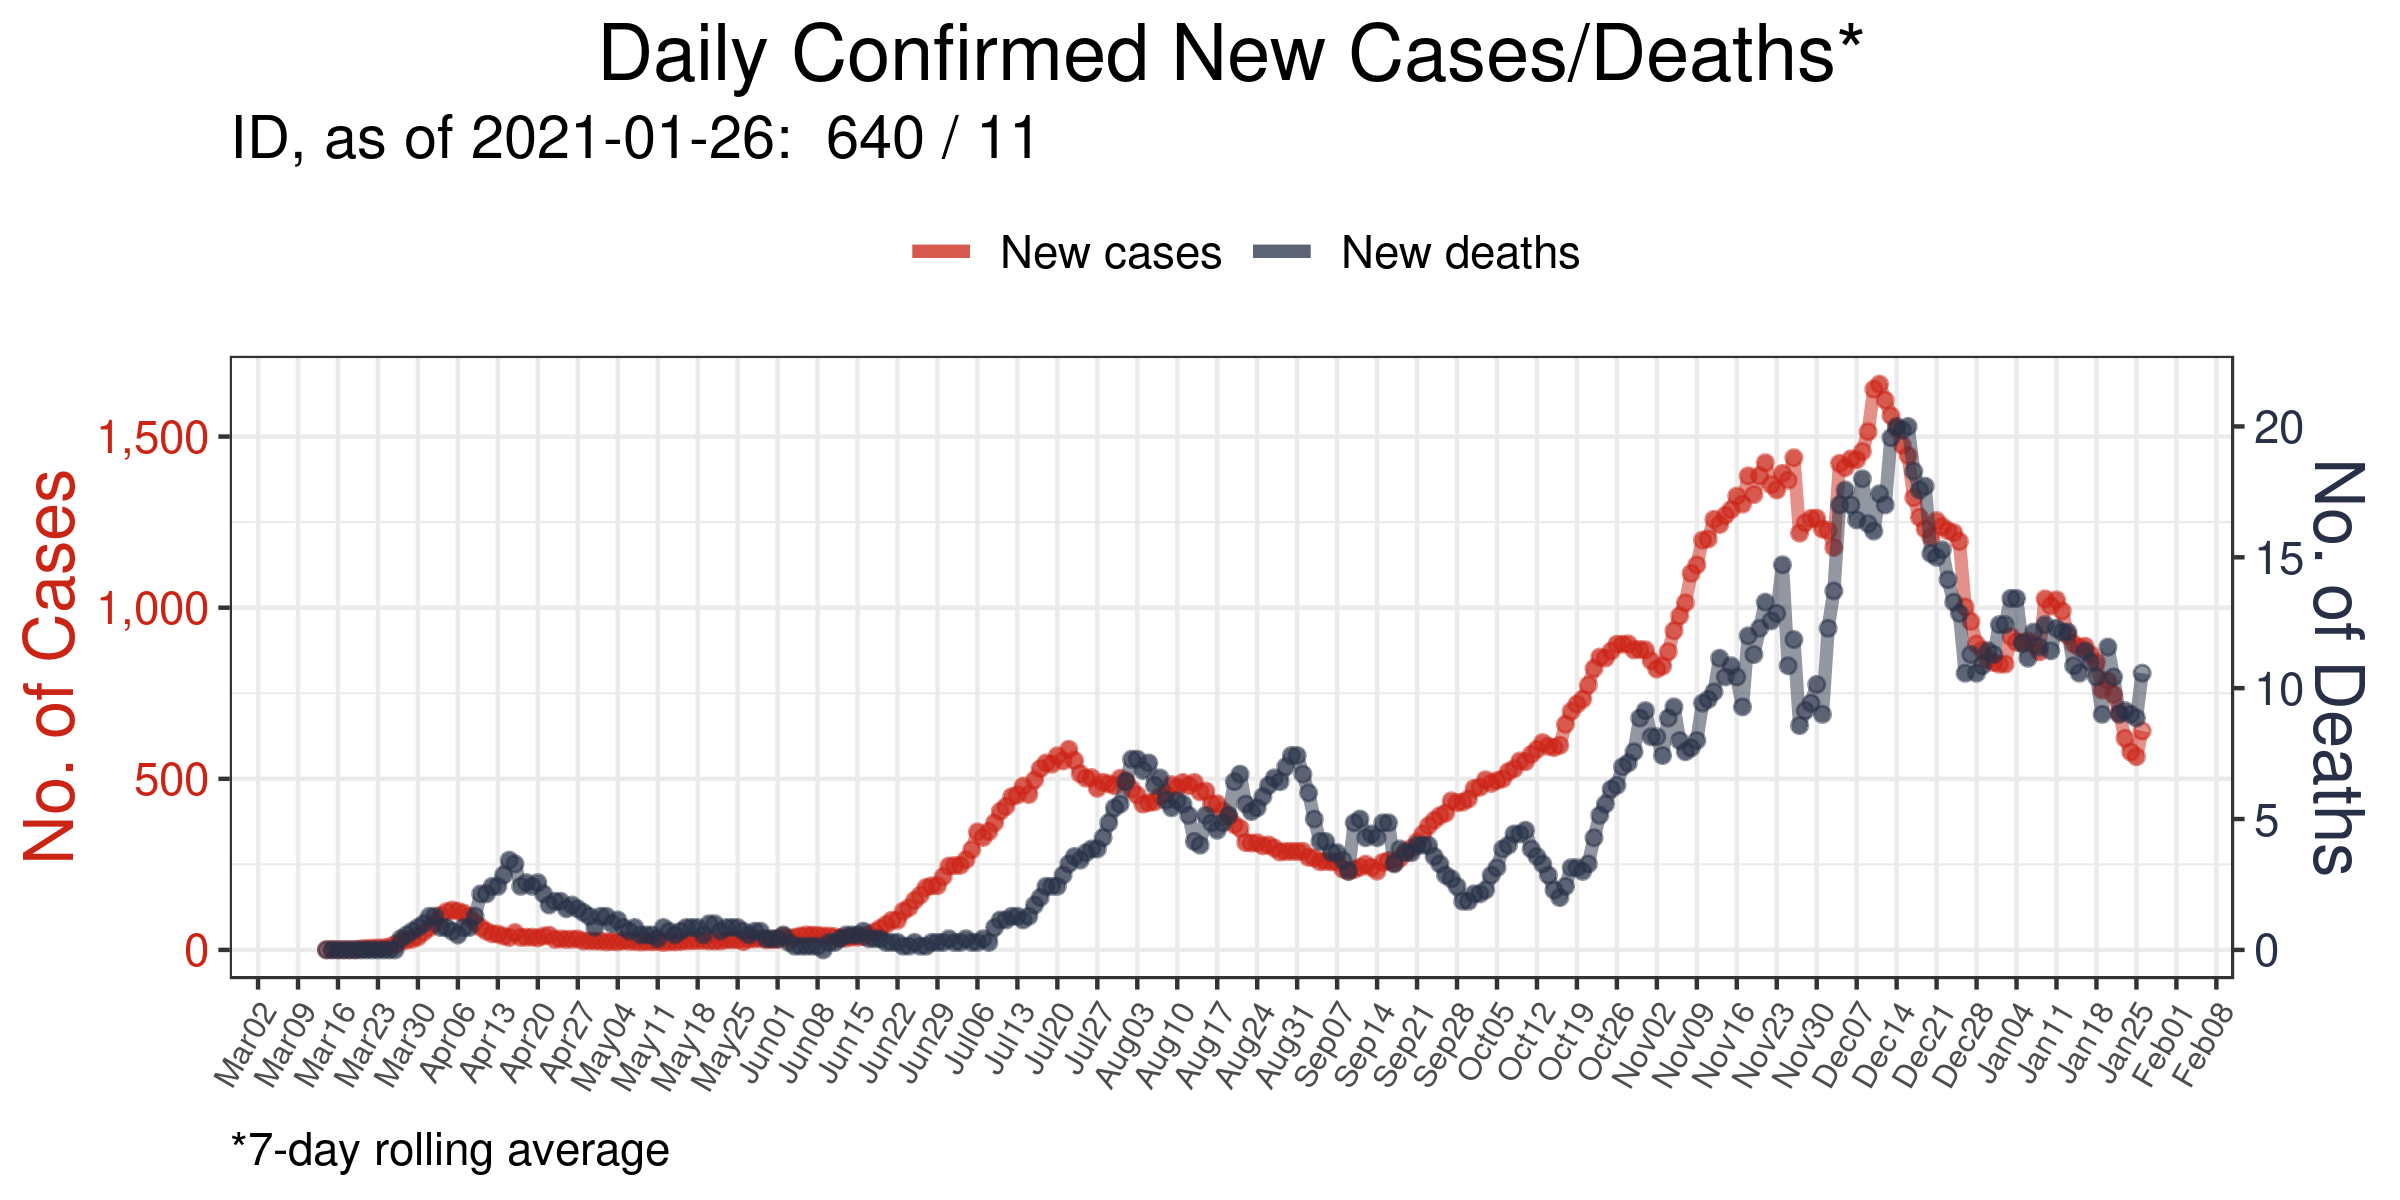 Daily Confirmed New Cases/Deaths*
ID, as of 2021-01-26:  640 / 11
New cases
New deaths
No. of Cases
1,500
1,000
500
0
20
15
10
5
0
No. of Deaths
Mar02
Mar09
Mar16
Mar23
Mar30
Apr06
Apr13
Apr20
Apr27
May04
May11
May18
May25
Jun01
Jun08
Jun15
Jun22
Jun29
Jul06
Jul13
Jul20
Jul27
Aug03
Aug10
Aug17
Aug24
Aug31
Sep07
Sep14
Sep21
Sep28
Oct05
Oct12
Oct19
Oct26
Nov02
Nov09
Nov16
Nov23
Nov30
Dec07
Dec14
Dec21
Dec28
Jan04
Jan11
Jan18
Jan25
Feb01
Feb08
*7-day rolling average